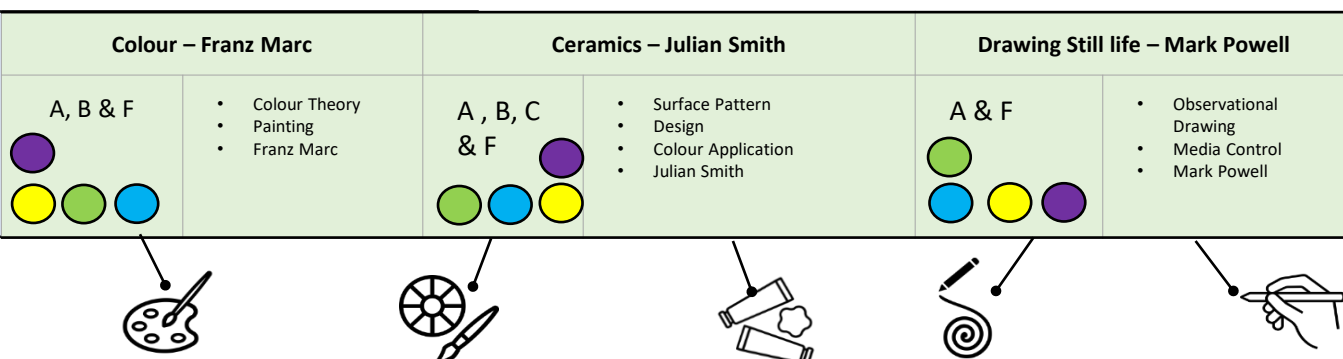 Colour – Franz Marc
A, B & F
• Colour Theory
• Painting
• Franz Marc
Ceramics – Julian Smith
A , B, C
& F
• Surface Pattern
• Design
• Colour Application
• Julian Smith
Drawing Still life – Mark Powell
A & F
• Observational
Drawing
• Media Control
• Mark Powell